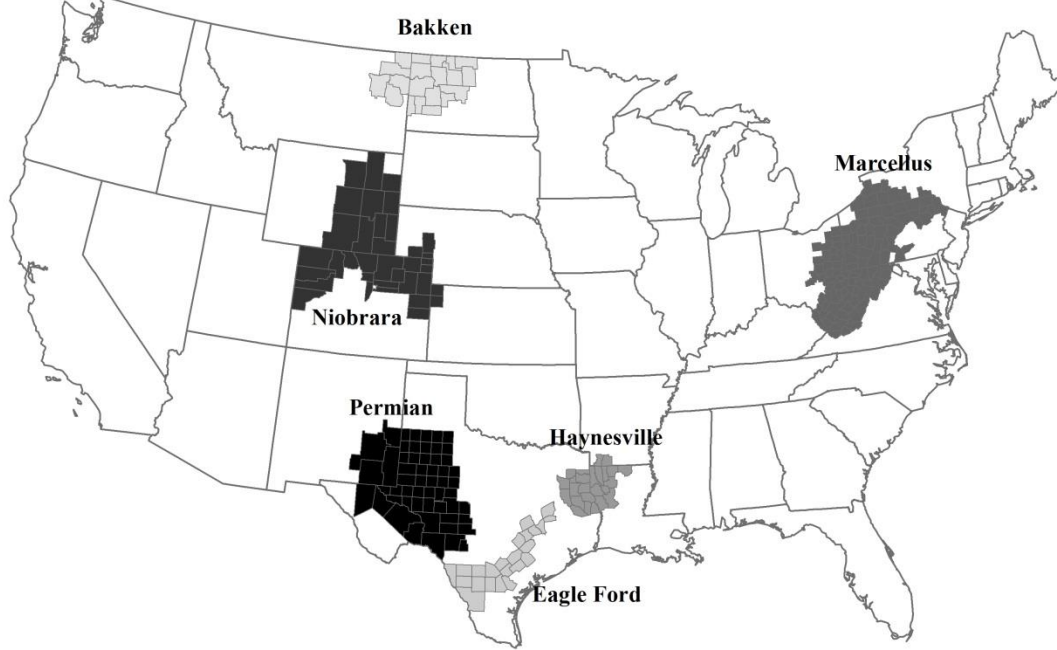 Bakken
Marcellus
Niobrara
Permian
Haynesville
Eagle Ford